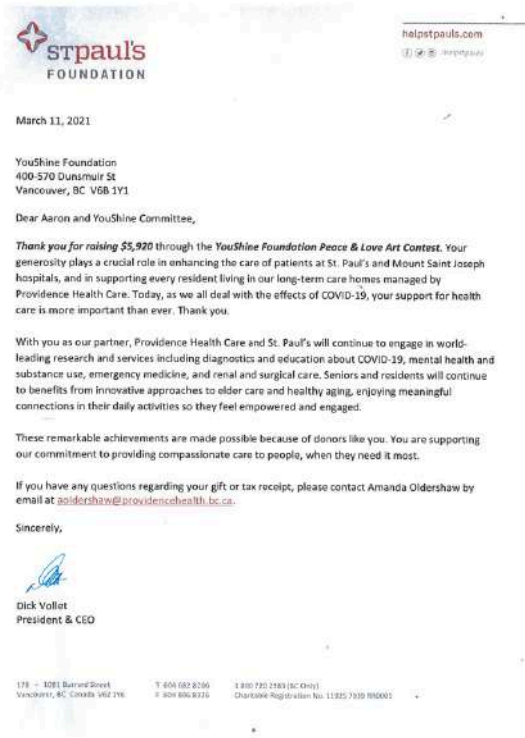 STPAUL'S
FOUNDATION
helpstpauls.com
March 11, 2021
YouShine Foundation
400-570 Dunsmuir St
Vancouver, BC V6B 1Y1
Dear Aaron and YouShine Committee,
Thank you for raising $5,920 through the YouShine Foundation Peace & Love Art Contest. Your
generosity plays a crucial role in enhancing the care of patients at St. Paul's and Mount Saint Joseph
hospitals, and in supporting every resident living in our long-term care homes managed by
Providence Health Care. Today, as we all deal with the effects of COVID-19, your support for health
care is more important than ever. Thank you.
With you as our partner, Providence Health Care and St. Paul's will continue to engage in world-
leading research and services including diagnostics and education about COVID-19, mental health and
substance use, emergency medicine, and renal and surgical care. Seniors and residents will continue
to benefits from innovative approaches to elder care and healthy aging, enjoying meaningful
connections in their daily activities so they feel empowered and engaged.
These remarkable achievements are made possible because of donors like you. You are supporting
our commitment to providing compassionate care to people, when they need it most.
If you have any questions regarding your gift or tax receipt, please contact Amanda Oldershaw by
email at aoldershaw@providencehealth.bc.ca.
Sincerely,
Dick Vollet
President & CEO
178 – 1081 Burrard Street T 604 682 8206 (BC Only)
Vancouver, BC Canada V6Z 1Y6 Charitable Registration No.